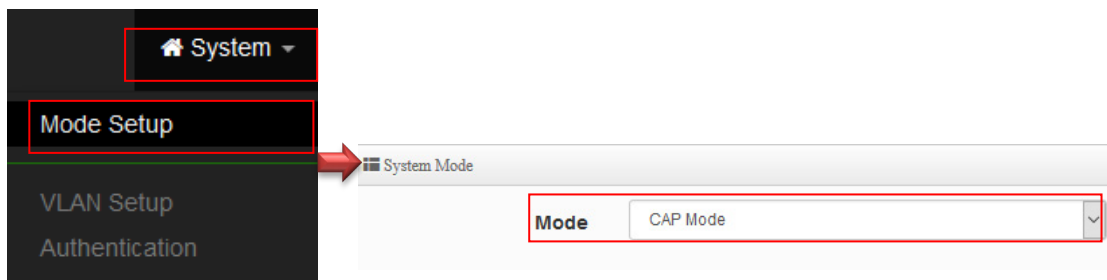 System
Mode Setup
System Mode
Mode CAP Mode
VLAN Setup
Authentication